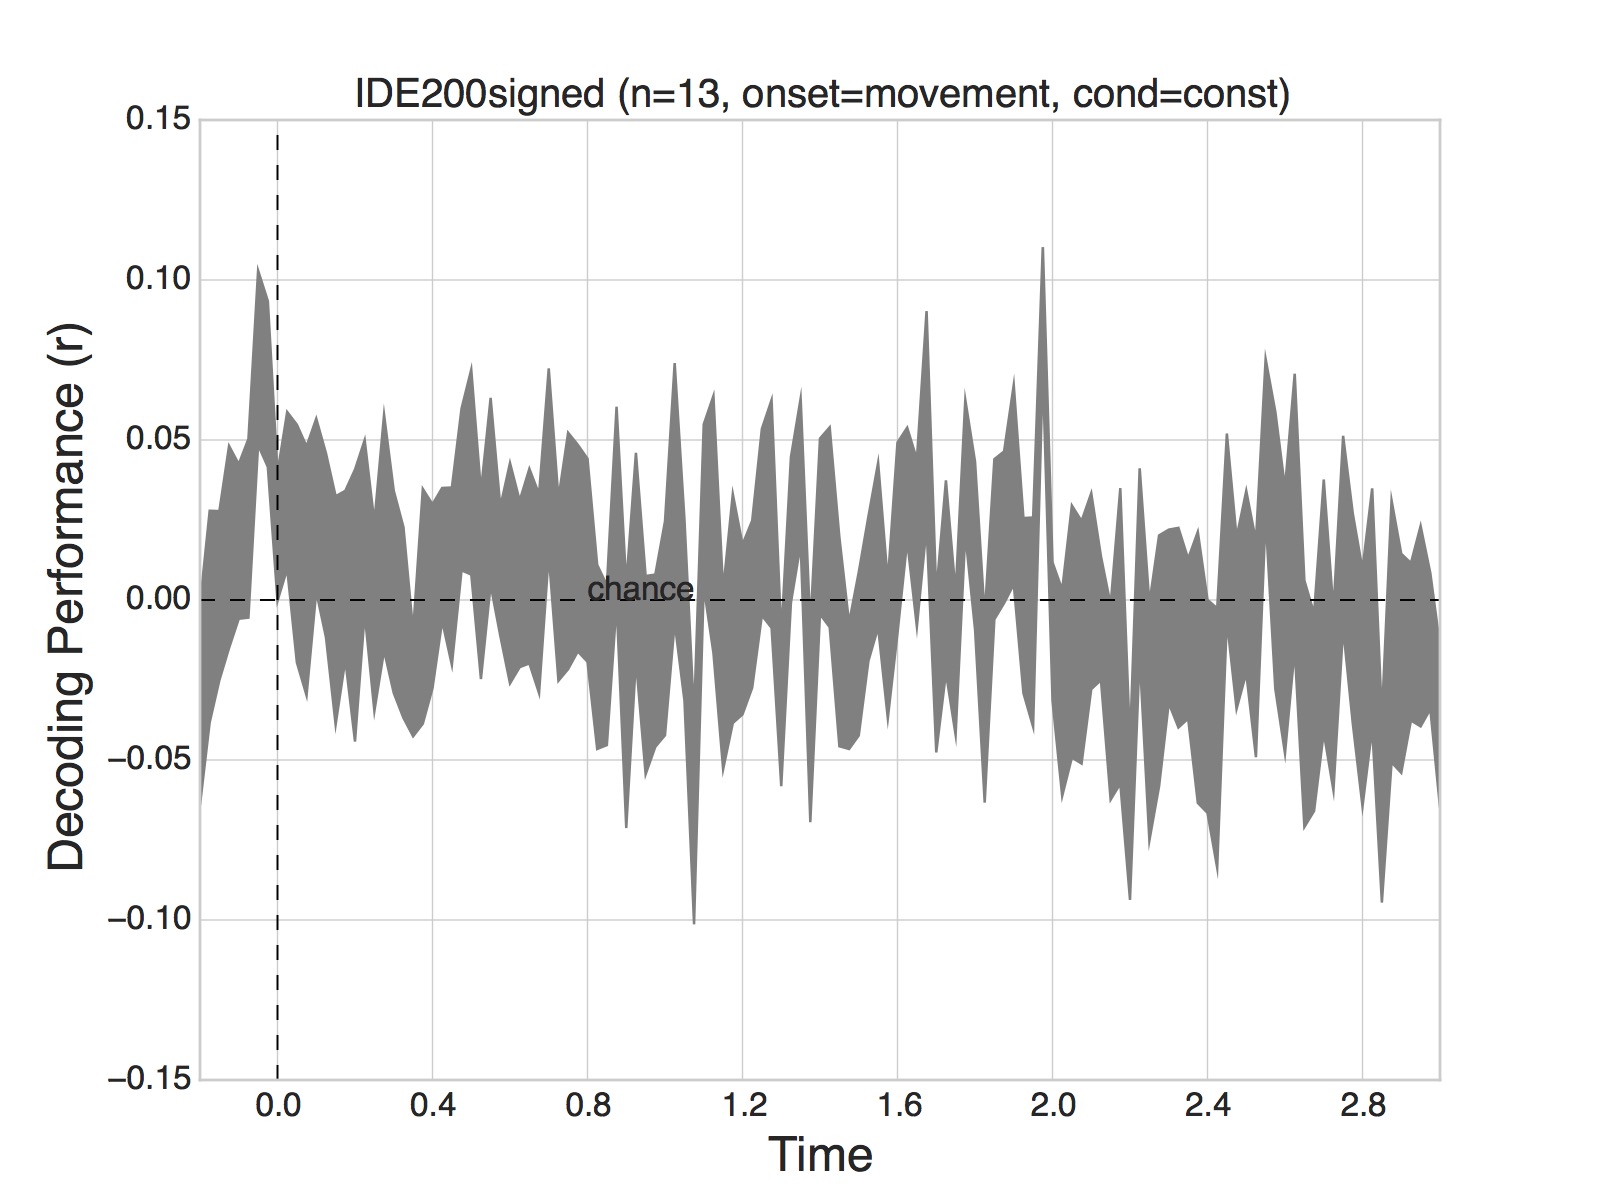 IDE200signed (n=13, onset=movement, cond=const)
0.15
0.10
0.05
0.00
−0.05
−0.10
−0.15
Decoding Performance (r)
chance
0.0 0.4 0.8 1.2 1.6 2.0 2.4 2.8
Time